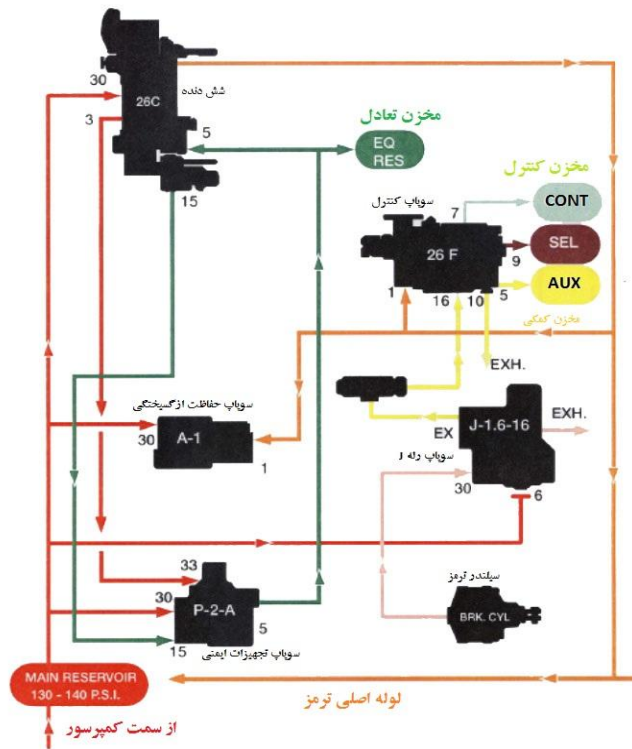 30
26C
شش دنده
3
5
15
مخزن تعادل
EQ
RES
مخزن کنترل
سوپاپ کنترل
7
CONT
26 F
SEL
9
AUX
1
16
10
5
مخزن کمکی
EXH.
سوپاپ حفاظت ازگسیختگی
30
A-1
1
EX
J-1.6-16
EXH.
سوپاپ رله J
30
6
33
30
P-2-A
5
15
سوپاپ تجهیزات ایمنی
سیلندر ترمز
BRK. CYL
MAIN RESERVOIR
130 - 140 P.S.I.
لوله اصلی ترمز
از سمت کمپرسور